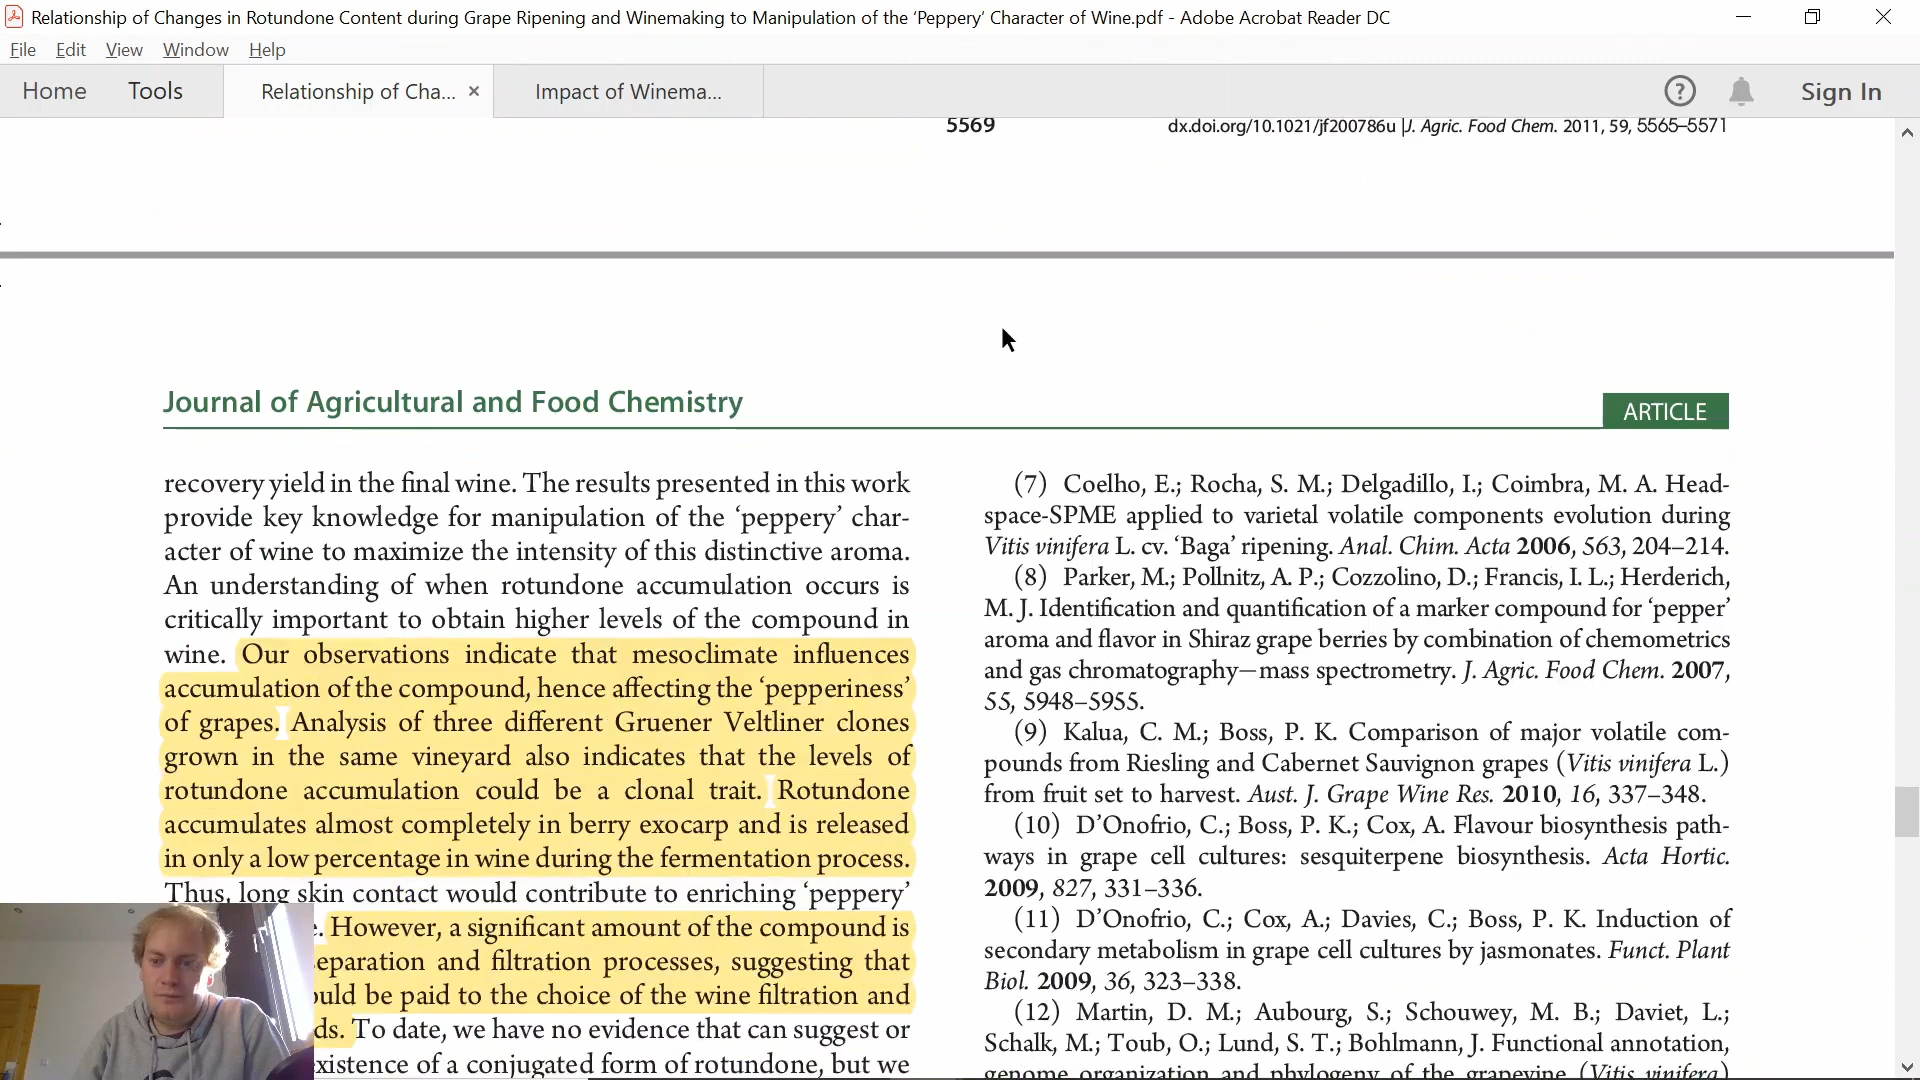 Relationship of Changes in Rotundone Content during Grape Ripening and Winemaking to Manipulation of the ‘Peppery’ Character of Wine.pdf - Adobe Acrobat Reader DC
File Edit View Window Help
Home Tools Relationship of Cha... × Impact of Winema... ? Sign In
5569 dx.doi.org/10.1021/jf200786u |J. Agric. Food Chem. 2011, 59, 5565–5571
Journal of Agricultural and Food Chemistry
ARTICLE
recovery yield in the final wine. The results presented in this work
provide key knowledge for manipulation of the ‘peppery’ char-
acter of wine to maximize the intensity of this distinctive aroma.
An understanding of when rotundone accumulation occurs is
critically important to obtain higher levels of the compound in
wine. Our observations indicate that mesoclimate influences
accumulation of the compound, hence affecting the ‘pepperiness’
of grapes. Analysis of three different Gruener Veltliner clones
grown in the same vineyard also indicates that the levels of
rotundone accumulation could be a clonal trait. Rotundone
accumulates almost completely in berry exocarp and is released
in only a low percentage in wine during the fermentation process.
Thus, long skin contact would contribute to enriching ‘peppery’
. However, a significant amount of the compound is
eparation and filtration processes, suggesting that
ould be paid to the choice of the wine filtration and
ds. To date, we have no evidence that can suggest or
xistence of a conjugated form of rotundone, but we
(7) Coelho, E.; Rocha, S. M.; Delgadillo, I.; Coimbra, M. A. Head-
space-SPME applied to varietal volatile components evolution during
Vitis vinifera L. cv. ‘Baga’ ripening. Anal. Chim. Acta 2006, 563, 204–214.
(8) Parker, M.; Pollnitz, A. P.; Cozzolino, D.; Francis, I. L.; Herderich,
M. J. Identification and quantification of a marker compound for ‘pepper’
aroma and flavor in Shiraz grape berries by combination of chemometrics
and gas chromatography—mass spectrometry. J. Agric. Food Chem. 2007,
55, 5948–5955.
(9) Kalua, C. M.; Boss, P. K. Comparison of major volatile com-
pounds from Riesling and Cabernet Sauvignon grapes (Vitis vinifera L.)
from fruit set to harvest. Aust. J. Grape Wine Res. 2010, 16, 337–348.
(10) D’Onofrio, C.; Boss, P. K.; Cox, A. Flavour biosynthesis path-
ways in grape cell cultures: sesquiterpene biosynthesis. Acta Hortic.
2009, 827, 331–336.
(11) D’Onofrio, C.; Cox, A.; Davies, C.; Boss, P. K. Induction of
secondary metabolism in grape cell cultures by jasmonates. Funct. Plant
Biol. 2009, 36, 323–338.
(12) Martin, D. M.; Aubourg, S.; Schouwey, M. B.; Daviet, L.;
Schalk, M.; Toub, O.; Lund, S. T.; Bohlmann, J. Functional annotation,
genome organization and phylogeny of the grapevine (Vitis vinifera)